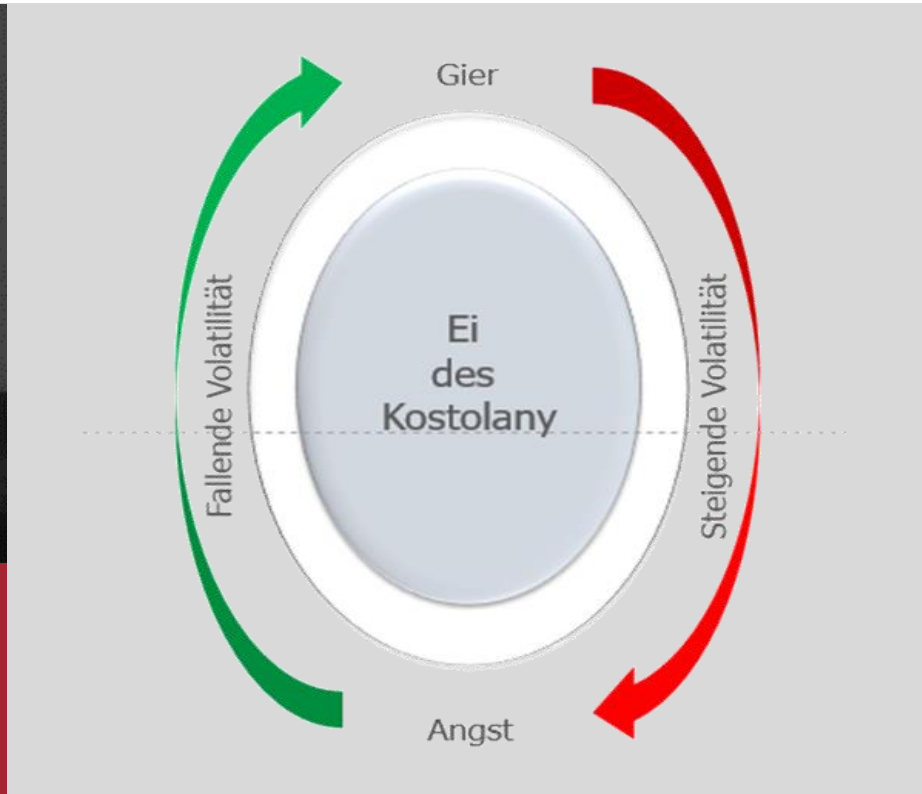 Gier
Fallende Volatilität
Ei
des
Kostolany
Steigende Volatilität
Angst